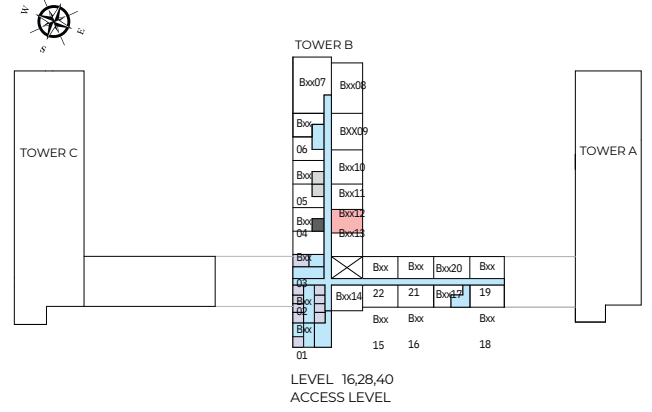 W
E
S
TOWER B
Bxx07
Bxx08
Bxx
06
BXX09
TOWER C
TOWER A
Bxx
05
Bxx10
Bxx11
Bxx
04
Bxx12
Bxx13
Bxx
03
Bxx
22
Bxx
21
Bxx20
Bxx
19
Bxx
02
Bxx14
Bxx17
Bxx
01
Bxx
15
Bxx
16
Bxx
18
LEVEL 16,28,40
ACCESS LEVEL